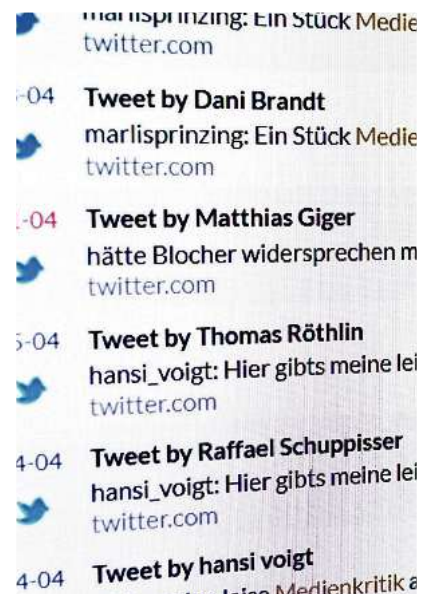 marlisprinzing: Ein Stück Medie
twitter.com
-04 Tweet by Dani Brandt
marlisprinzing: Ein Stück Medie
twitter.com
-04 Tweet by Matthias Giger
hätte Blocher widersprechen m
twitter.com
5-04 Tweet by Thomas Röthlin
hansi_voigt: Hier gibts meine lei
twitter.com
4-04 Tweet by Raffael Schuppisser
hansi_voigt: Hier gibts meine lei
twitter.com
4-04 Tweet by hansi voigt
Medienkritik a